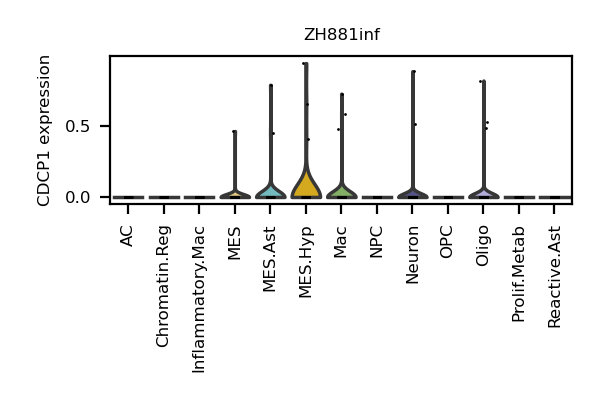 ZH881inf
CDCP1 expression
0.5
0.0
AC
Chromatin.Reg
Inflammatory.Mac
MES
MES.Ast
MES.Hyp
Mac
NPC
Neuron
OPC
Oligo
Prolif.Metab
Reactive.Ast